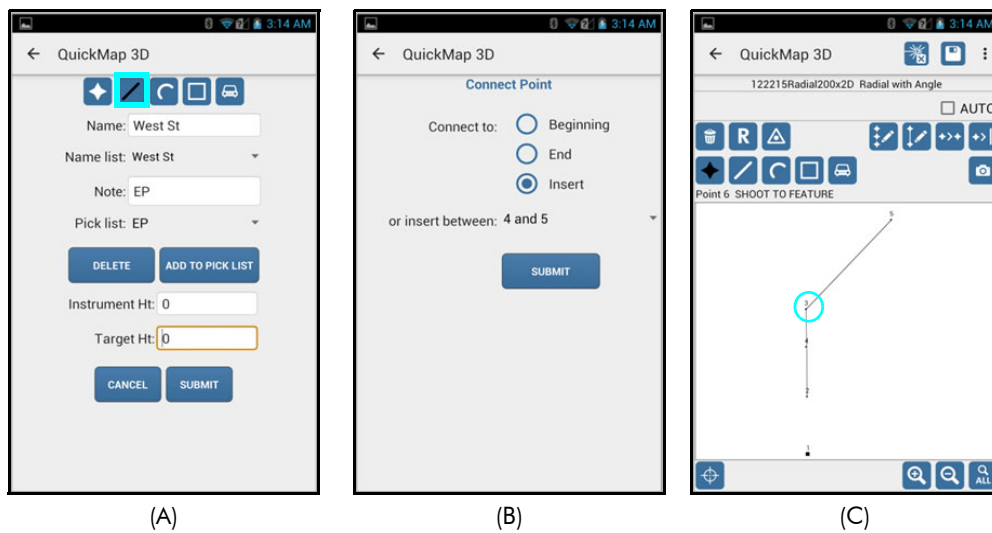 3:14 AM
QuickMap 3D
Name: West St
Name list: West St
Note: EP
Pick list: EP
DELETE
ADD TO PICK LIST
Instrument Ht: 0
Target Ht: 0
CANCEL
SUBMIT
(A)
3:14 AM
QuickMap 3D
Connect Point
Connect to: Beginning
End
Insert
or insert between: 4 and 5
SUBMIT
(B)
3:14 AM
QuickMap 3D
122215Radial200x2D Radial with Angle
AUTO
R
Point 6 SHOOT TO FEATURE
5
3
4
2
1
ALL
(C)